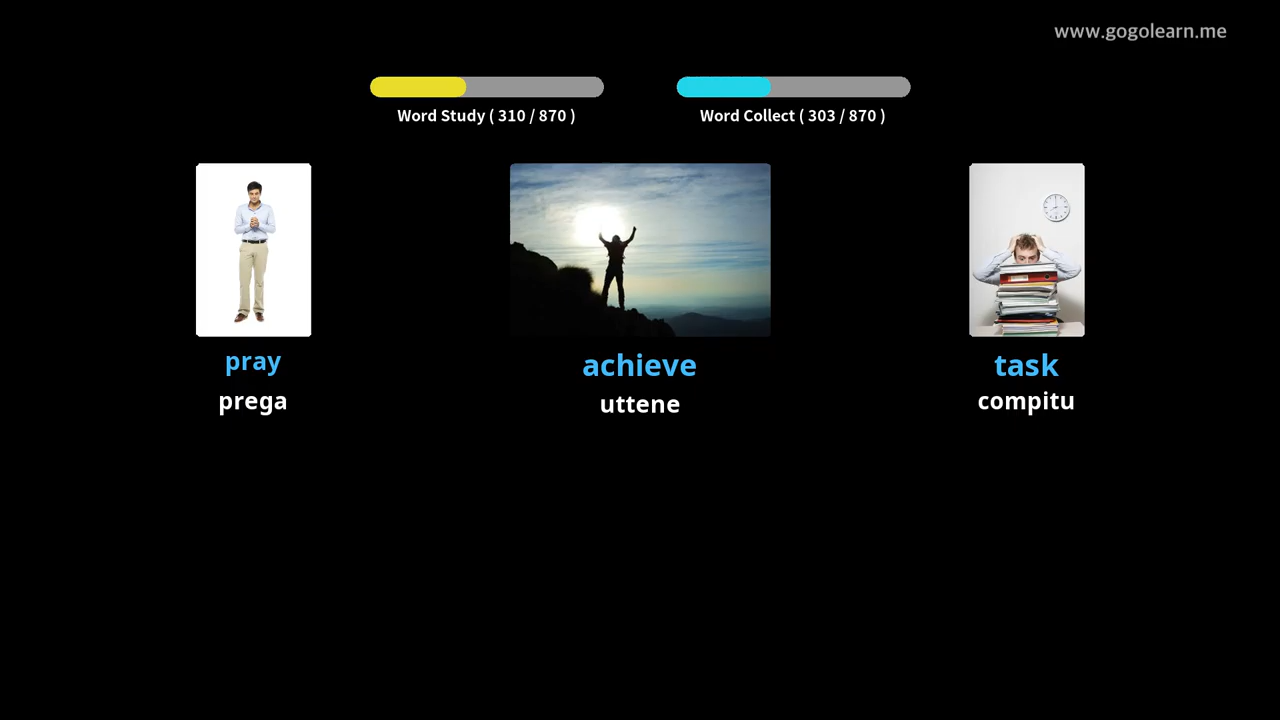 www.gogolearn.me
Word Study ( 310 / 870 )
Word Collect ( 303 / 870 )
pray
prega
achieve
uttene
task
compitu